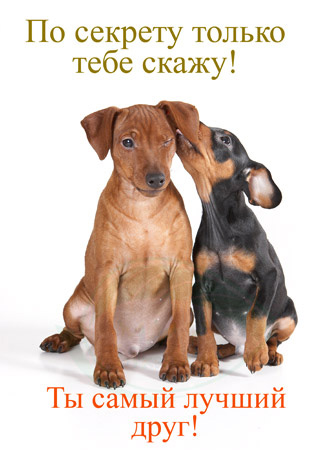 По секрету только
тебе скажу!
Ты самый лучший
друг!